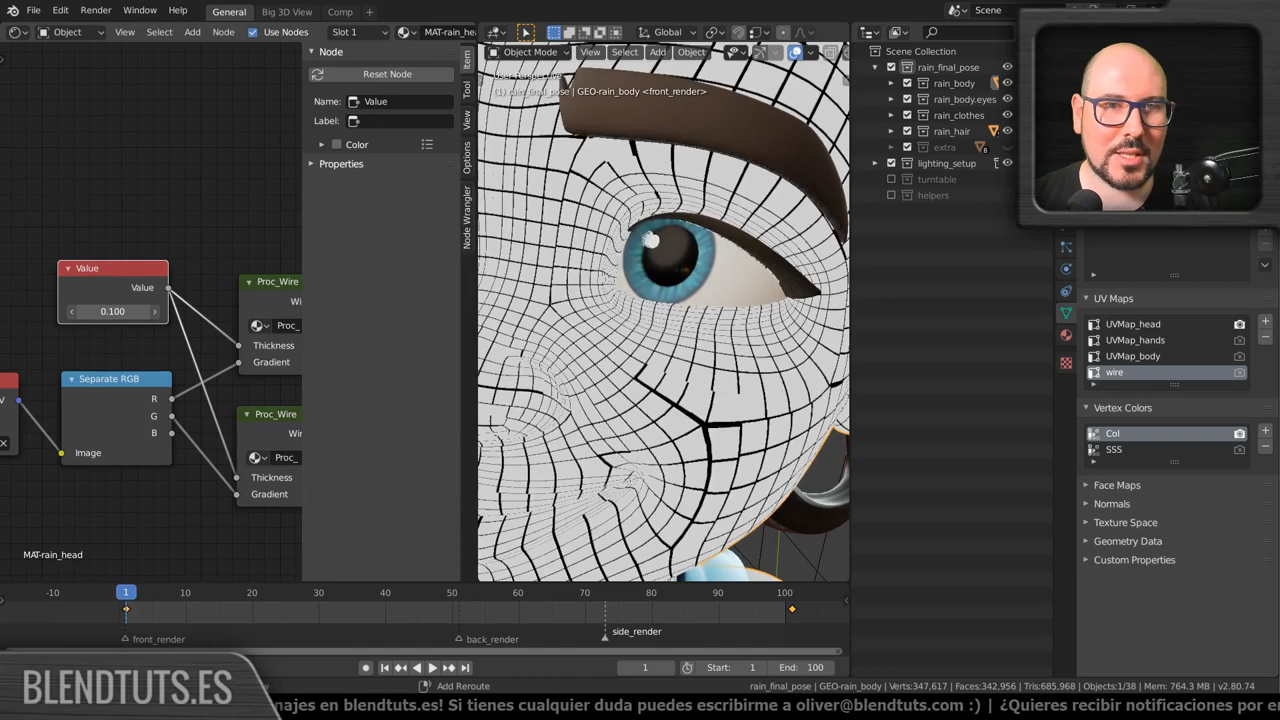 File Edit Render Window Help General Big 3D View Comp Scene
Object View Select Add Node Use Nodes Slot 1 MAT-rain_hea Global
Object Mode View Select Add Object
Node
Reset Node
Name: Value
Label:
Color
Properties
Item
Tool
View
Options
Node Wrangler
User Perspective
(1) rain_final_pose | GEO-rain_body <front_render>
Scene Collection
rain_final_pose
rain_body
rain_body.eyes
rain_clothes
rain_hair
extra 8
lighting_setup
turntable
helpers
Value
Value
0.100
Separate RGB
R
G
B
Image
V
Proc_Wire
Wi
Proc_
Thickness
Gradient
Proc_Wire
Wir
Proc_
Thickness
Gradient
MAT-rain_head
UV Maps
UVMap_head
UVMap_hands
UVMap_body
wire
Vertex Colors
Col
SSS
Face Maps
Normals
Texture Space
Geometry Data
Custom Properties
-10 1 10 20 30 40 50 60 70 80 90 100
front_render back_render side_render
1 Start: 1 End: 100
Add Reroute rain_final_pose | GEO-rain_body | Verts:347,617 | Faces:342,956 | Tris:685,968 | Objects:1/38 | Mem: 764.3 MB | v2.80.74
BLENDTUTS.ES
najes en blendtuts.es! Si tienes cualquier duda puedes escribirme a oliver@blendtuts.com :) | ¿Quieres recibir notificaciones por e